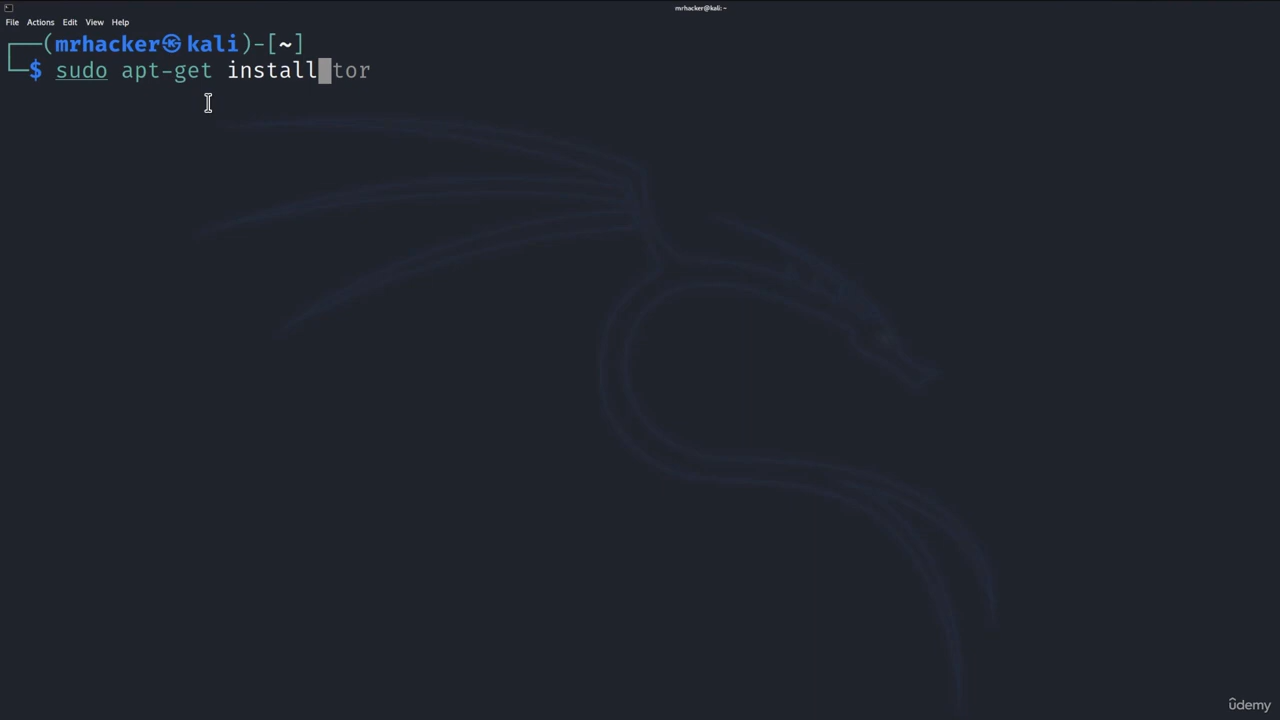 mrhacker@kali: ~
File Actions Edit View Help
(mrhacker㉿kali)-[~]
$ sudo apt-get install tor
ûdemy